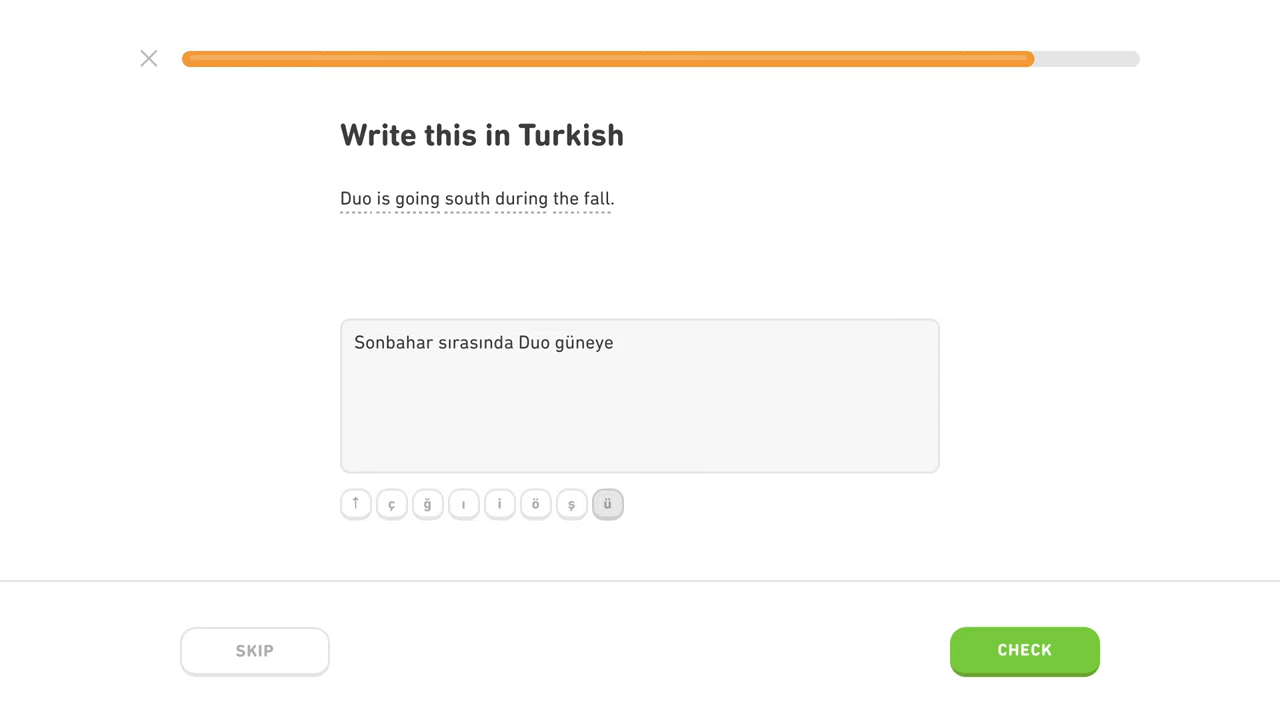 Write this in Turkish
Duo is going south during the fall.
Sonbahar sırasında Duo güneye
↑ ç ğ ı i ö ş ü
SKIP
CHECK